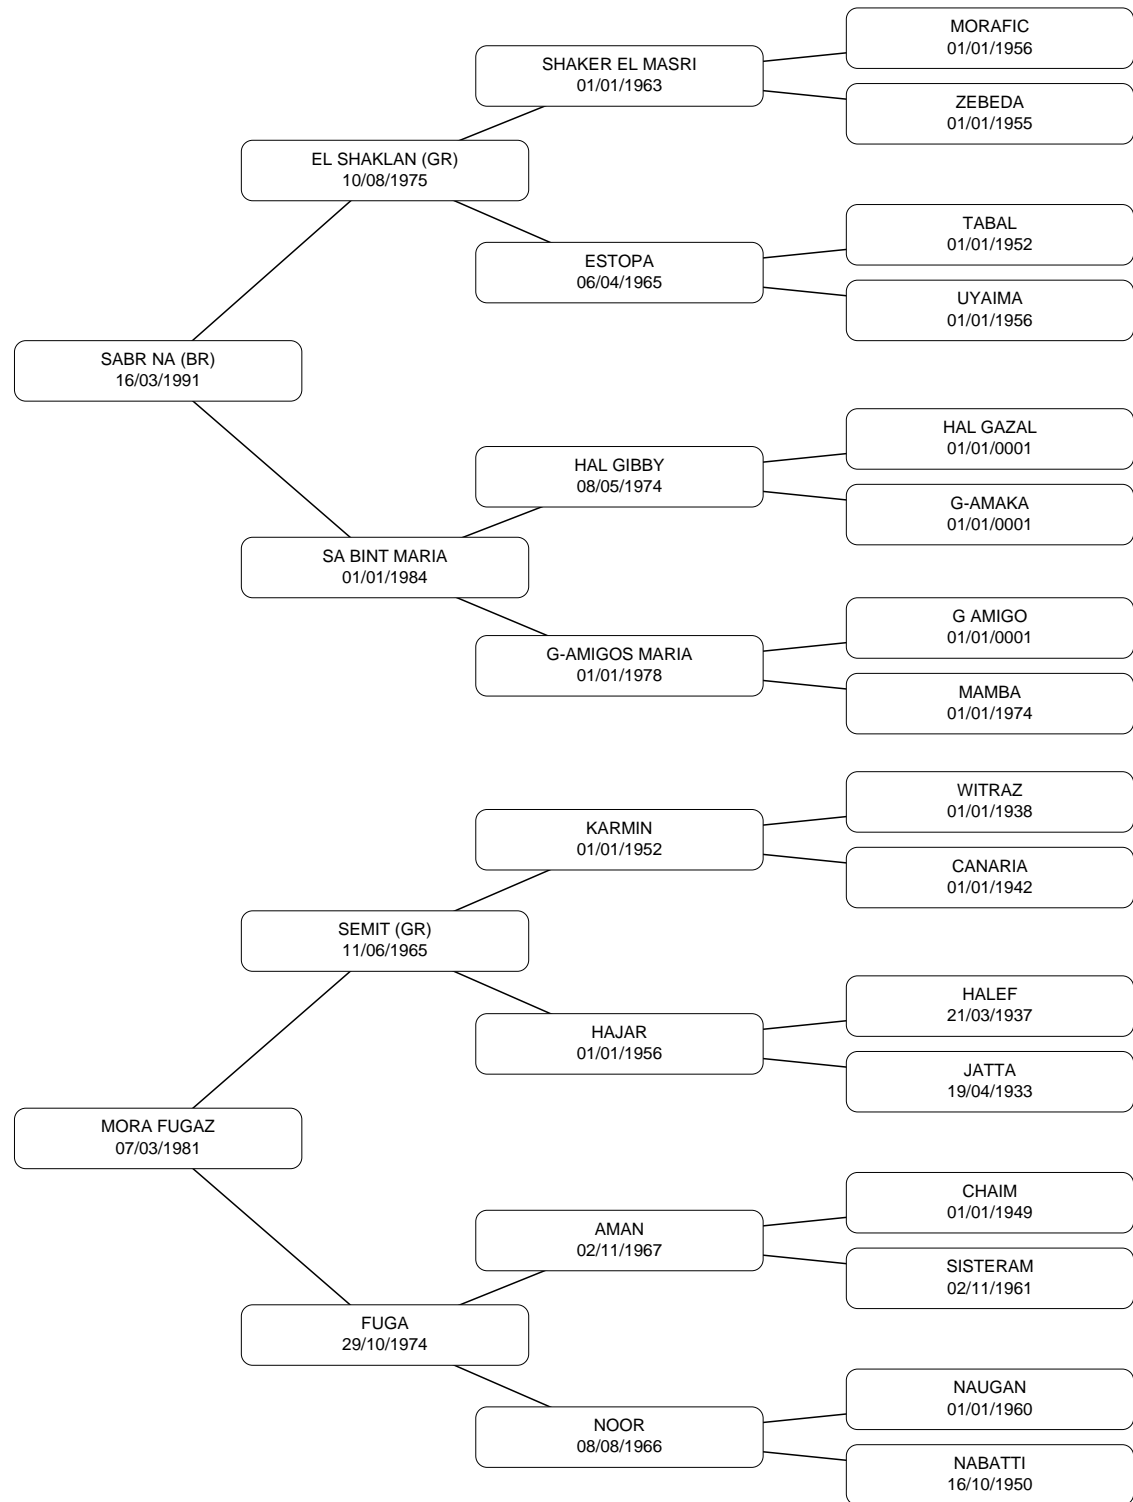 MORAFIC
01/01/1956
SHAKER EL MASRI
01/01/1963
ZEBEDA
01/01/1955
EL SHAKLAN (GR)
10/08/1975
TABAL
01/01/1952
ESTOPA
06/04/1965
UYAIMA
01/01/1956
SABR NA (BR)
16/03/1991
HAL GAZAL
01/01/0001
HAL GIBBY
08/05/1974
G-AMAKA
01/01/0001
SA BINT MARIA
01/01/1984
G AMIGO
01/01/0001
G-AMIGOS MARIA
01/01/1978
MAMBA
01/01/1974
WITRAZ
01/01/1938
KARMIN
01/01/1952
CANARIA
01/01/1942
SEMIT (GR)
11/06/1965
HALEF
21/03/1937
HAJAR
01/01/1956
JATTA
19/04/1933
MORA FUGAZ
07/03/1981
CHAIM
01/01/1949
AMAN
02/11/1967
SISTERAM
02/11/1961
FUGA
29/10/1974
NAUGAN
01/01/1960
NOOR
08/08/1966
NABATTI
16/10/1950